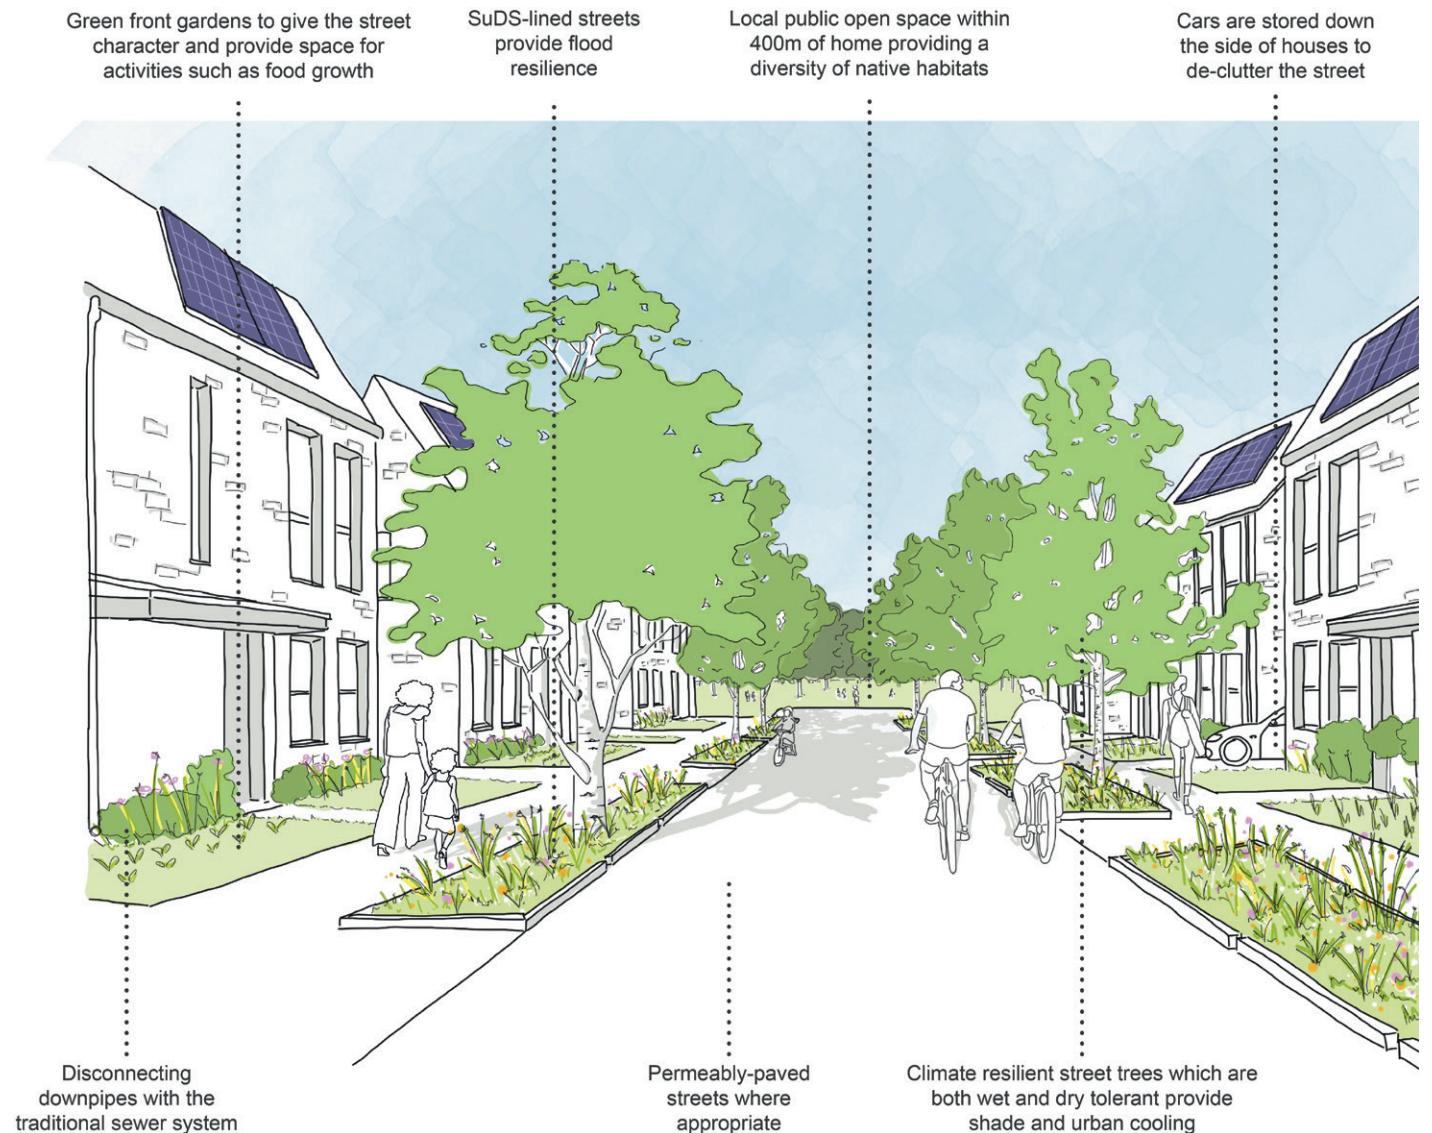 Green front gardens to give the street
character and provide space for
activities such as food growth
SuDS-lined streets
provide flood
resilience
Local public open space within
400m of home providing a
diversity of native habitats
Cars are stored down
the side of houses to
de-clutter the street
Disconnecting
downpipes with the
traditional sewer system
Permeably-paved
streets where
appropriate
Climate resilient street trees which are
both wet and dry tolerant provide
shade and urban cooling